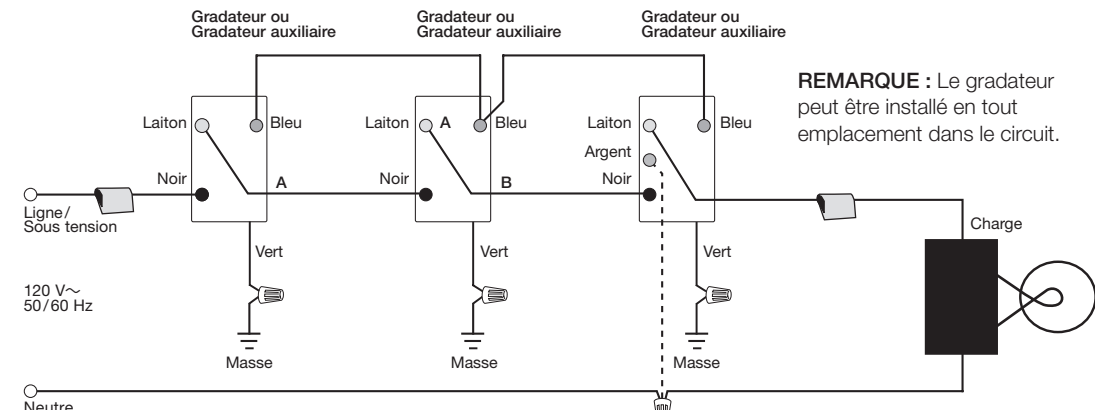 Gradateur ou
Gradateur auxiliaire
Gradateur ou
Gradateur auxiliaire
Gradateur ou
Gradateur auxiliaire
REMARQUE : Le gradateur
peut être installé en tout
emplacement dans le circuit.
Laiton
Bleu
Laiton
A
Bleu
Laiton
Bleu
Argent
Noir
A
Noir
B
Noir
Ligne/
Sous tension
Charge
Vert
Vert
Vert
120 V~
50/60 Hz
Masse
Masse
Masse
Neutre